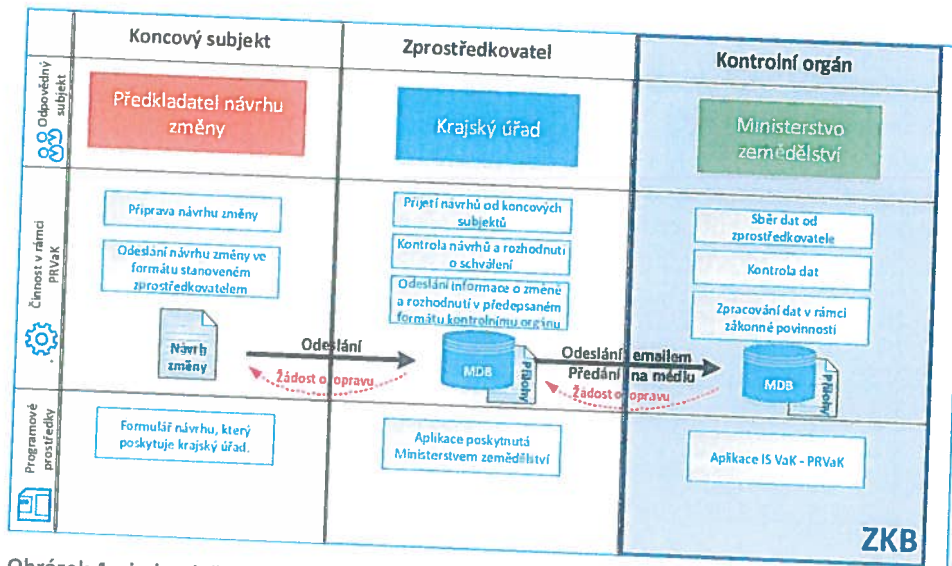 Koncový subjekt
Zprostředkovatel
Kontrolní orgán
Odpovědný
subjekt
Předkladatel návrhu
změny
Krajský úřad
Ministerstvo
zemědělství
Činnost v rámci
PRVaK
Příprava návrhu změny
Odeslání návrhu změny ve
formátu stanoveném
zprostředkovatelem
Přijetí návrhů od koncových
subjektů
Kontrola návrhů a rozhodnutí
o schválení
Odeslání informace o změně
a rozhodnutí v předepsaném
formátu kontrolnímu orgánu
Sběr dat od
zprostředkovatele
Kontrola dat
Zpracování dat v rámci
zákonné povinnosti
Návrh
změny
Odeslání
Žádost o opravu
MDB
Přílohy
Odeslání emailem
Předání na médiu
Žádost o opravu
MDB
Přílohy
Programové
prostředky
Formulář návrhu, který
poskytuje krajský úřad.
Aplikace poskytnutá
Ministerstvem zemědělství
Aplikace IS VaK - PRVaK
ZKB